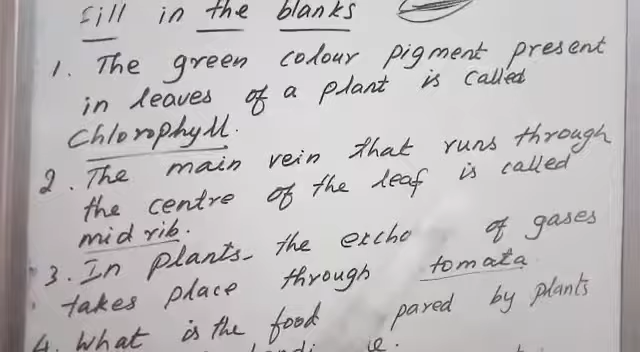 fill in the blanks
1. The green colour pigment present
in leaves of a plant is called
Chlorophyll.
2. The main vein that runs through
the centre of the leaf is called
mid rib.
3. In plants the excha of gases
takes place through tomata
4. What is the food pared by plants